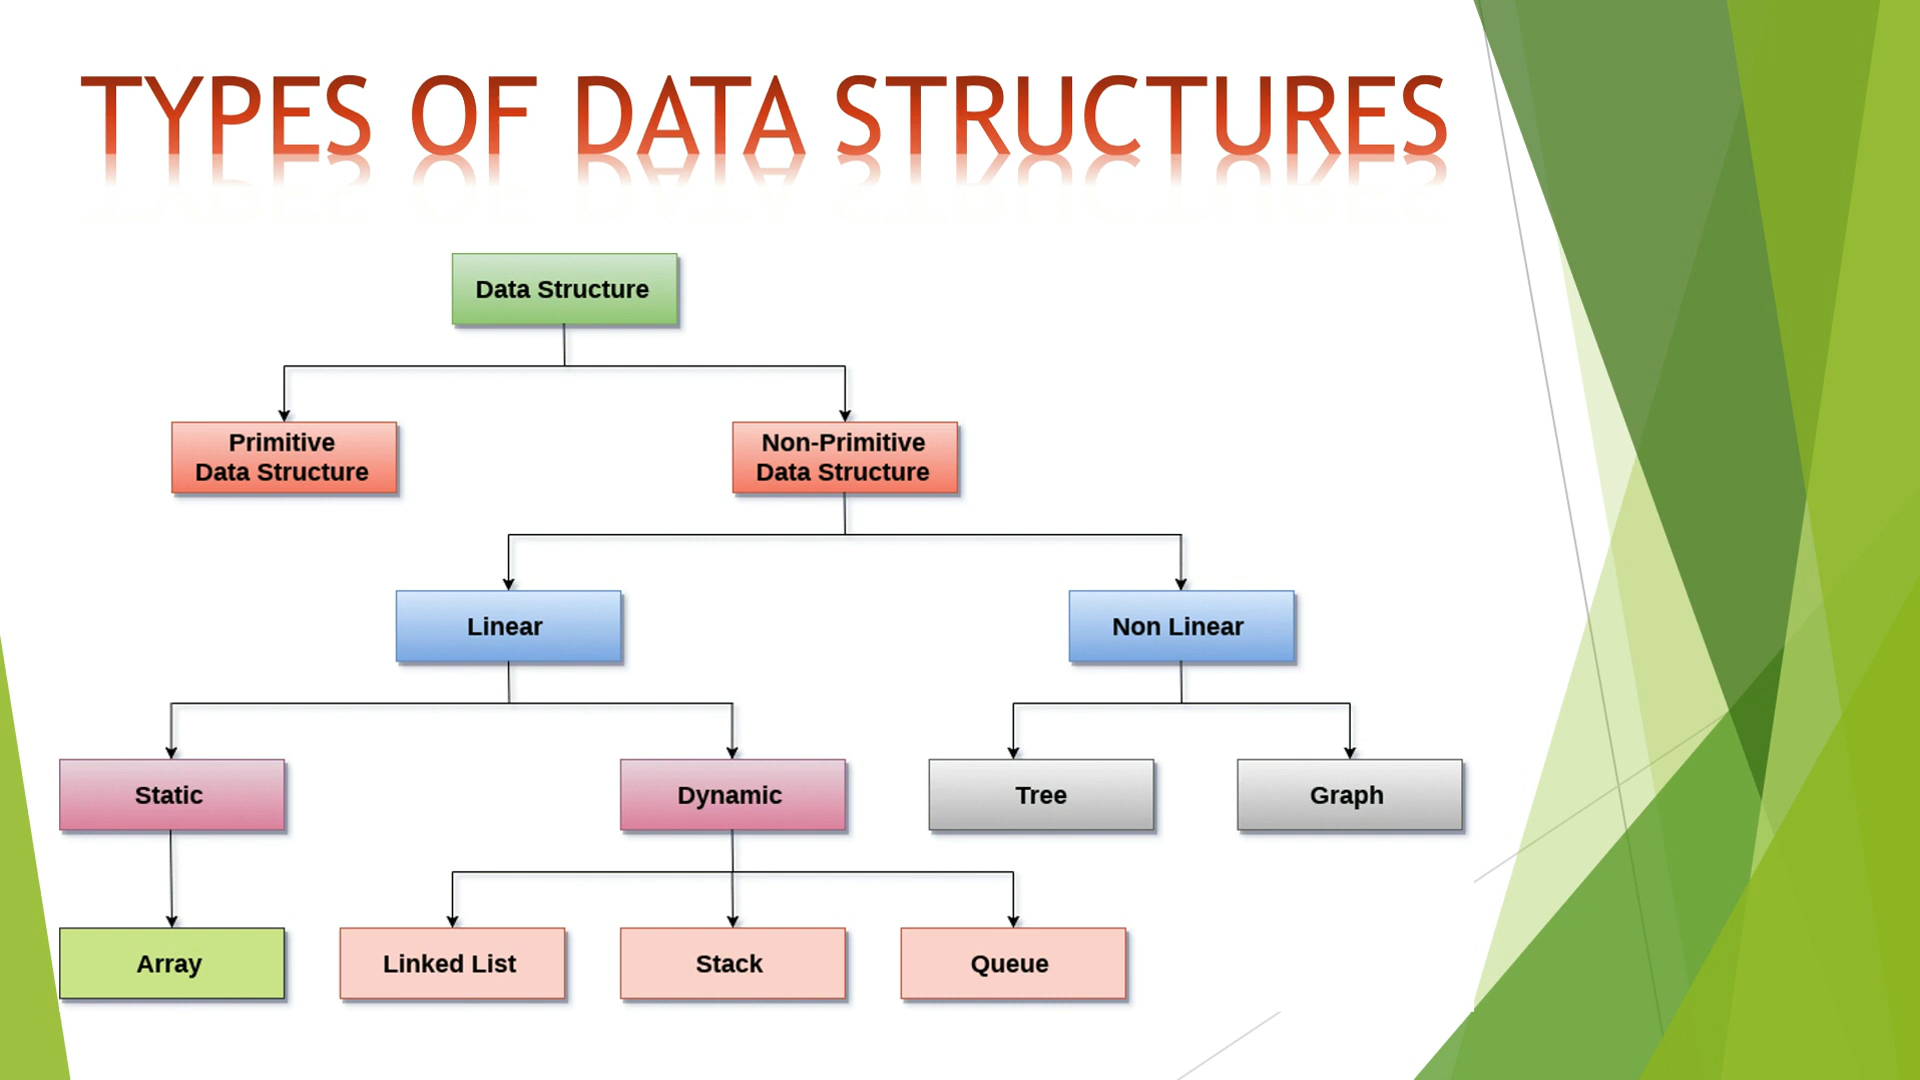 TYPES OF DATA STRUCTURES
Data Structure
Primitive
Data Structure
Non-Primitive
Data Structure
Linear
Non Linear
Static
Dynamic
Tree
Graph
Array
Linked List
Stack
Queue